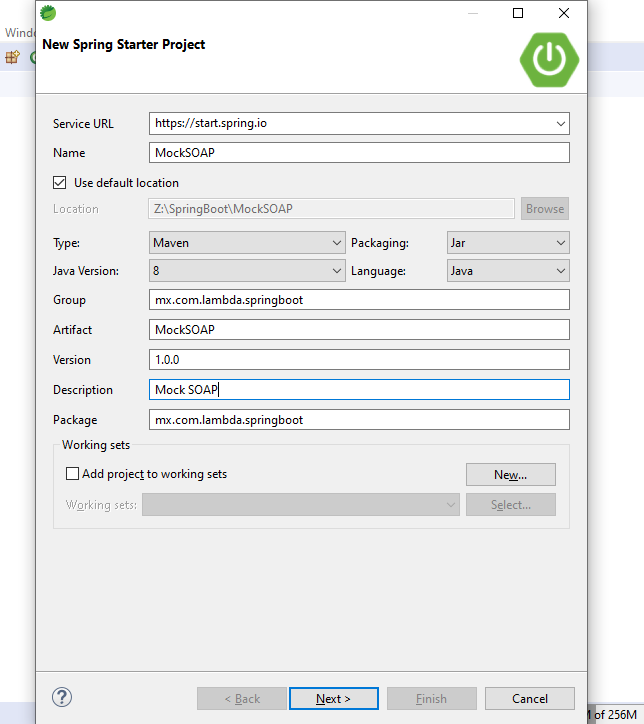 Windo
New Spring Starter Project
Service URL https://start.spring.io
Name MockSOAP
Use default location
Location Z:\SpringBoot\MockSOAP Browse
Type: Maven Packaging: Jar
Java Version: 8 Language: Java
Group mx.com.lambda.springboot
Artifact MockSOAP
Version 1.0.0
Description Mock SOAP
Package mx.com.lambda.springboot
Working sets
Add project to working sets New...
Working sets: Select...
? < Back Next > Finish Cancel
of 256M